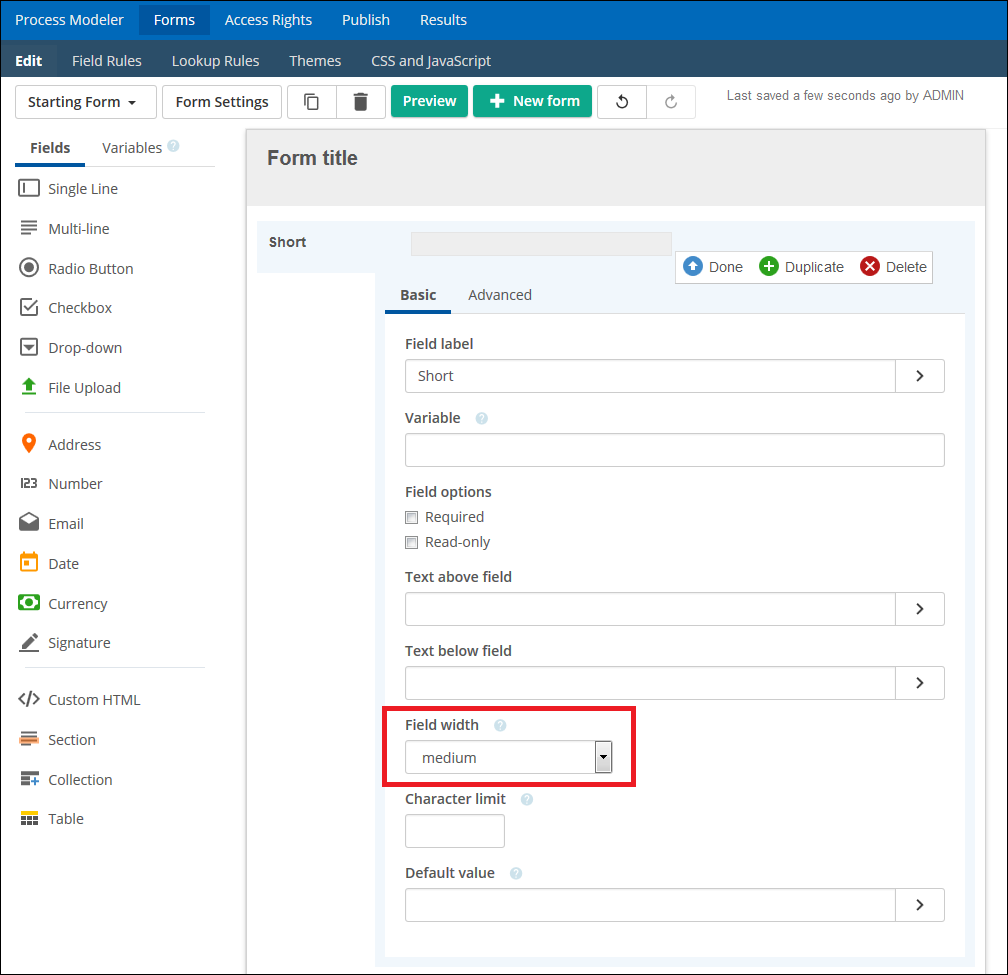 Process Modeler Forms Access Rights Publish Results
Edit Field Rules Lookup Rules Themes CSS and JavaScript
Starting Form Form Settings Preview New form Last saved a few seconds ago by ADMIN
Fields Variables ?
Single Line
Multi-line
Radio Button
Checkbox
Drop-down
File Upload
Address
123 Number
Email
Date
Currency
Signature
</> Custom HTML
Section
Collection
Table
Form title
Short
Done Duplicate Delete
Basic Advanced
Field label
Short
Variable ?
Field options
Required
Read-only
Text above field
Text below field
Field width ?
medium
Character limit ?
Default value ?